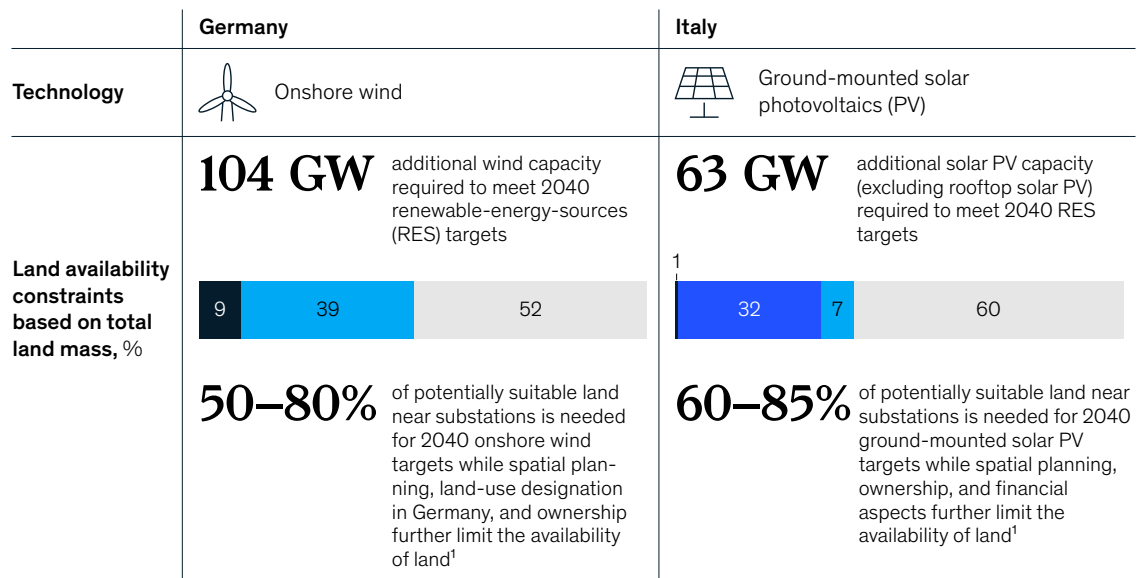 Germany
Italy
Technology
Onshore wind
Ground-mounted solar
photovoltaics (PV)
Land availability
constraints
based on total
land mass, %
104 GW
additional wind capacity
required to meet 2040
renewable-energy-sources
(RES) targets
9
39
52
50–80%
of potentially suitable land
near substations is needed
for 2040 onshore wind
targets while spatial plan-
ning, land-use designation
in Germany, and ownership
further limit the availability
of land¹
63 GW
additional solar PV capacity
(excluding rooftop solar PV)
required to meet 2040 RES
targets
1
32
7
60
60–85%
of potentially suitable land near
substations is needed for 2040
ground-mounted solar PV
targets while spatial planning,
ownership, and financial
aspects further limit the
availability of land¹